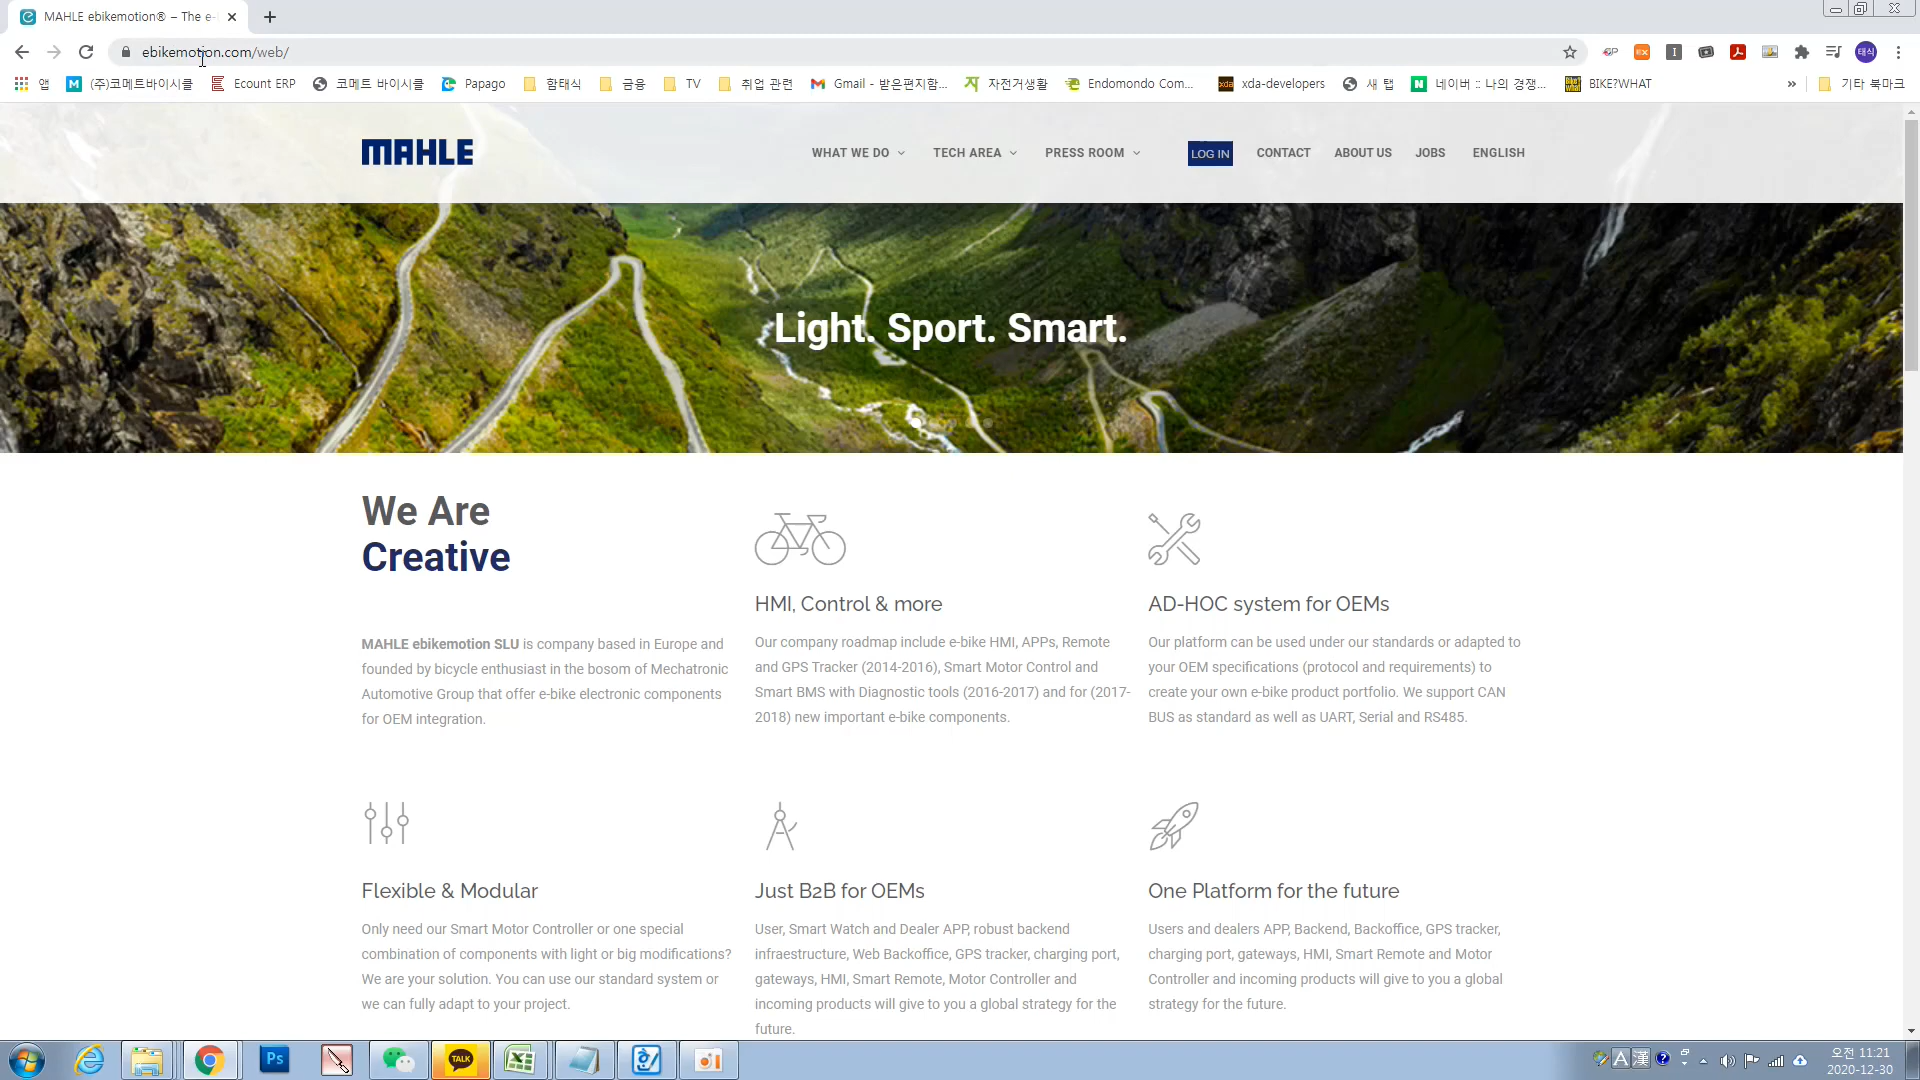 MAHLE ebikemotion® – The e-
ebikemotion.com/web/
앱
(주)코메트바이시클
Ecount ERP
코메트 바이시클
Papago
함태식
금융
TV
취업 관련
Gmail - 받은편지함...
자전거생활
Endomondo Com...
xda-developers
새 탭
네이버 :: 나의 경쟁...
BIKE?WHAT
»
기타 북마크
MAHLE
WHAT WE DO
TECH AREA
PRESS ROOM
LOG IN
CONTACT
ABOUT US
JOBS
ENGLISH
Light. Sport. Smart.
We Are
Creative
MAHLE ebikemotion SLU is company based in Europe and
founded by bicycle enthusiast in the bosom of Mechatronic
Automotive Group that offer e-bike electronic components
for OEM integration.
HMI, Control & more
Our company roadmap include e-bike HMI, APPs, Remote
and GPS Tracker (2014-2016), Smart Motor Control and
Smart BMS with Diagnostic tools (2016-2017) and for (2017-
2018) new important e-bike components.
AD-HOC system for OEMs
Our platform can be used under our standards or adapted to
your OEM specifications (protocol and requirements) to
create your own e-bike product portfolio. We support CAN
BUS as standard as well as UART, Serial and RS485.
Flexible & Modular
Only need our Smart Motor Controller or one special
combination of components with light or big modifications?
We are your solution. You can use our standard system or
we can fully adapt to your project.
Just B2B for OEMs
User, Smart Watch and Dealer APP, robust backend
infrastructure, Web Backoffice, GPS tracker, charging port,
gateways, HMI, Smart Remote, Motor Controller and
incoming products will give to you a global strategy for the
future.
One Platform for the future
Users and dealers APP, Backend, Backoffice, GPS tracker,
charging port, gateways, HMI, Smart Remote and Motor
Controller and incoming products will give to you a global
strategy for the future.
Ps
TALK
A 漢
오전 11:21
2020-12-30